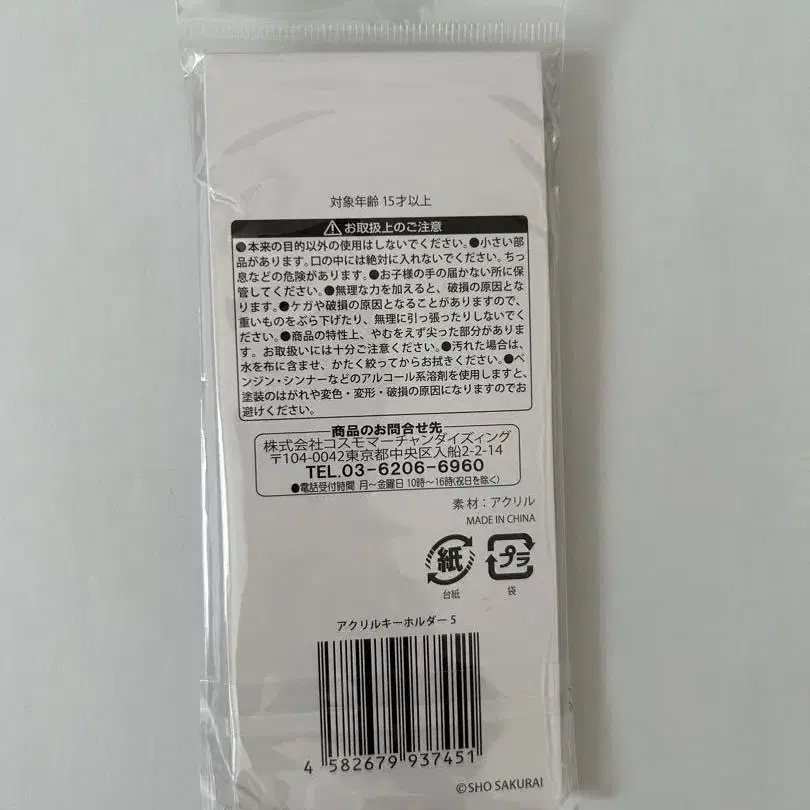 対象年齢 15才以上
お取扱上のご注意
●本来の目的以外の使用はしないでください。●小さい部
品があります。口の中には絶対に入れないでください。ちっ
息などの危険があります。●お子様の手の届かない所に保
管してください。●無理な力を加えると、破損の原因とな
ります。●ケガや破損の原因となることがありますので、
重いものをぶら下げたり、無理に引っ張ったりしないでく
ださい。●商品の特性上、やむをえず尖った部分がありま
す。お取扱いには十分ご注意ください。●汚れた場合は、
水を布に含ませ、かたく絞ってからお拭きください。●ベ
ンジン・シンナーなどのアルコール系溶剤を使用しますと、
塗装のはがれや変色・変形・破損の原因になりますのでお
避けください。
商品のお問合せ先
株式会社コスモマーチャンダイズィング
〒104-0042東京都中央区入船2-2-14
TEL.03-6206-6960
●電話受付時間 月〜金曜日 10時〜16時(祝日を除く)
素材：アクリル
MADE IN CHINA
紙 プラ
台紙 袋
アクリルキーホルダー 5
4 582679 937451
©SHO SAKURAI